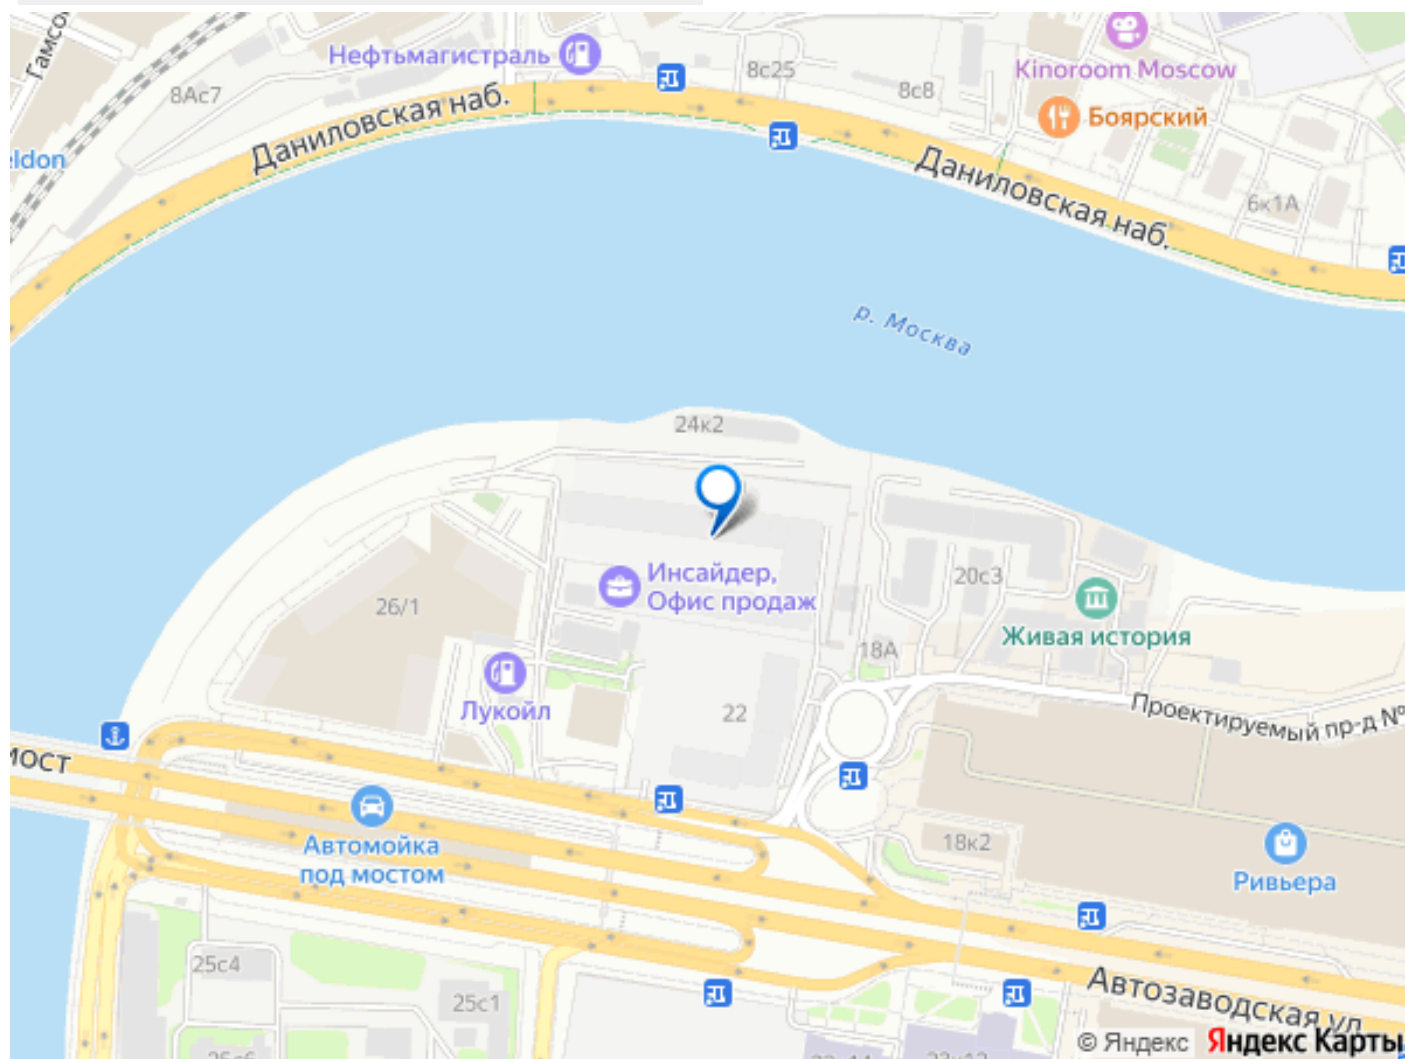 Гамсо
Нефтьмагистраль
8Ас7
8с25
8с8
Kinoroom Moscow
Боярский
Даниловская наб.
Даниловская наб.
eldon
6к1А
р. Москва
24к2
Инсайдер,
Офис продаж
26/1
20с3
Живая история
18А
Лукойл
22
Проектируемый пр-д №
мост
Автомойка
под мостом
18к2
Ривьера
25с4
25с1
Автозаводская ул.
25с6
23к12
© Яндекс Яндекс Карты